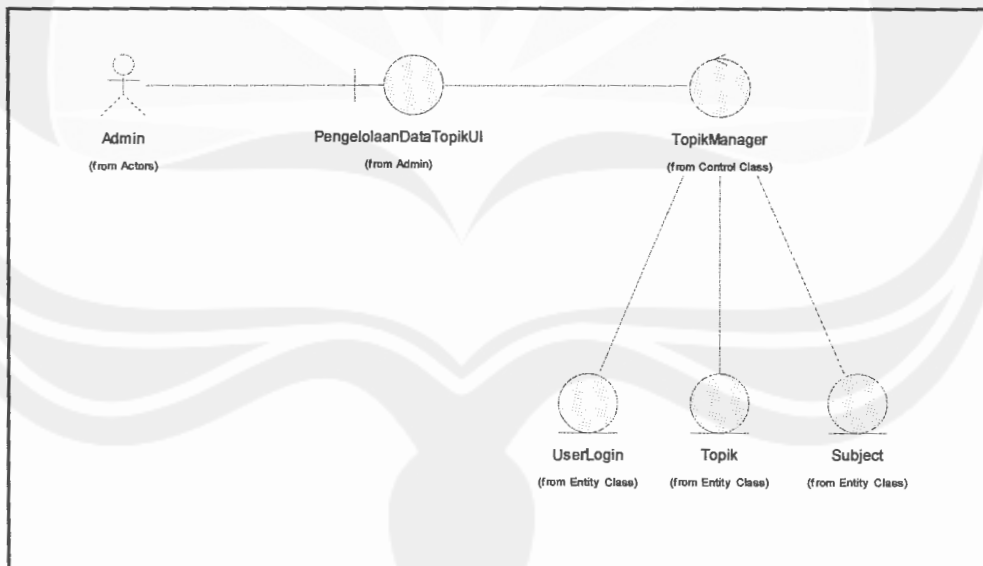 Admin
(from Actors)
PengelolaanDataTopikUI
(from Admin)
TopikManager
(from Control Class)
UserLogin
(from Entity Class)
Topik
(from Entity Class)
Subject
(from Entity Class)